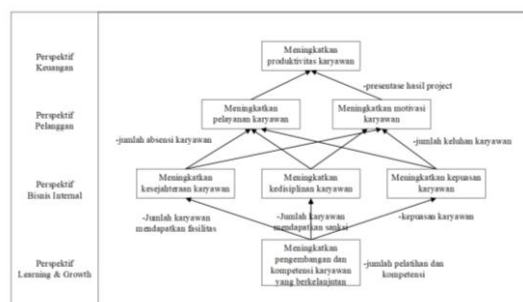 Perspektif
Keuangan
Meningkatkan
produktivitas karyawan
-presentase hasil project
Perspektif
Pelanggan
Meningkatkan
pelayanan karyawan
Meningkatkan motivasi
karyawan
-jumlah absensi karyawan
-jumlah keluhan karyawan
Perspektif
Bisnis Internal
Meningkatkan
kesejahteraan karyawan
Meningkatkan
kedisiplinan karyawan
Meningkatkan kepuasan
karyawan
-Jumlah karyawan
mendapatkan fasilitas
-Jumlah karyawan
mendapatkan sanksi
-kepuasan karyawan
Perspektif
Learning & Growth
Meningkatkan
pengembangan dan
kompetensi karyawan
yang berkelanjutan
-jumlah pelatihan dan
kompetensi